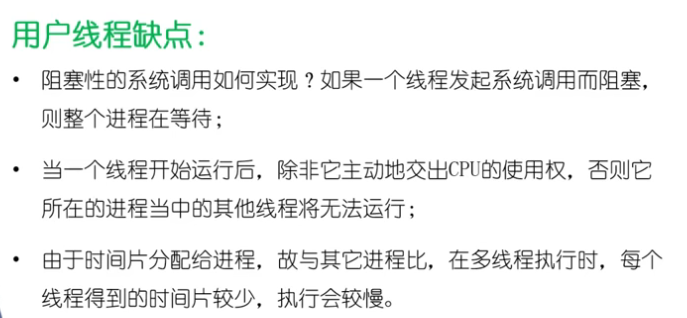 用户线程缺点：
• 阻塞性的系统调用如何实现？如果一个线程发起系统调用而阻塞，
则整个进程在等待；
• 当一个线程开始运行后，除非它主动地交出CPU的使用权，否则它
所在的进程当中的其他线程将无法运行；
• 由于时间片分配给进程，故与其它进程比，在多线程执行时，每个
线程得到的时间片较少，执行会较慢。